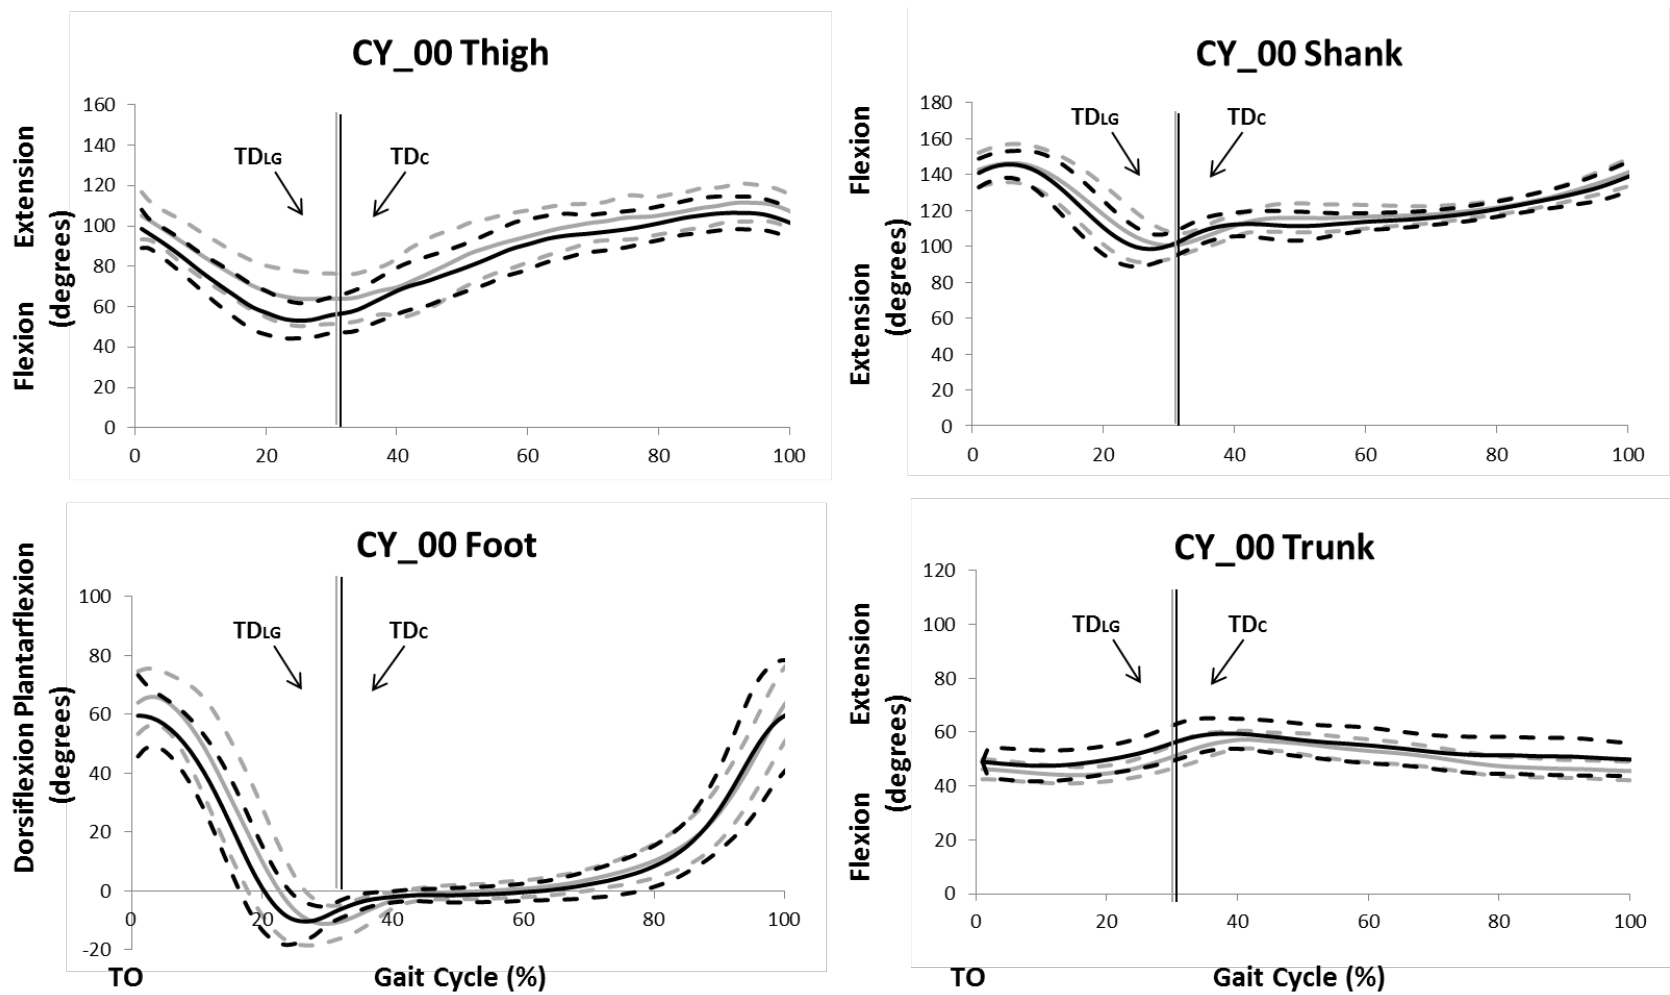 CY_00 Thigh
Flexion Extension
(degrees)
160
140
120
100
80
60
40
20
0
TDLG
TDC
0 20 40 60 80 100
CY_00 Shank
Extension Flexion
(degrees)
180
160
140
120
100
80
60
40
20
0
TDLG
TDC
0 20 40 60 80 100
CY_00 Foot
Dorsiflexion Plantarflexion
(degrees)
100
80
60
40
20
0
-20
TDLG
TDC
0 20 40 60 80 100
TO
Gait Cycle (%)
CY_00 Trunk
Flexion Extension
(degrees)
120
100
80
60
40
20
0
TDLG
TDC
0 20 40 60 80 100
TO
Gait Cycle (%)